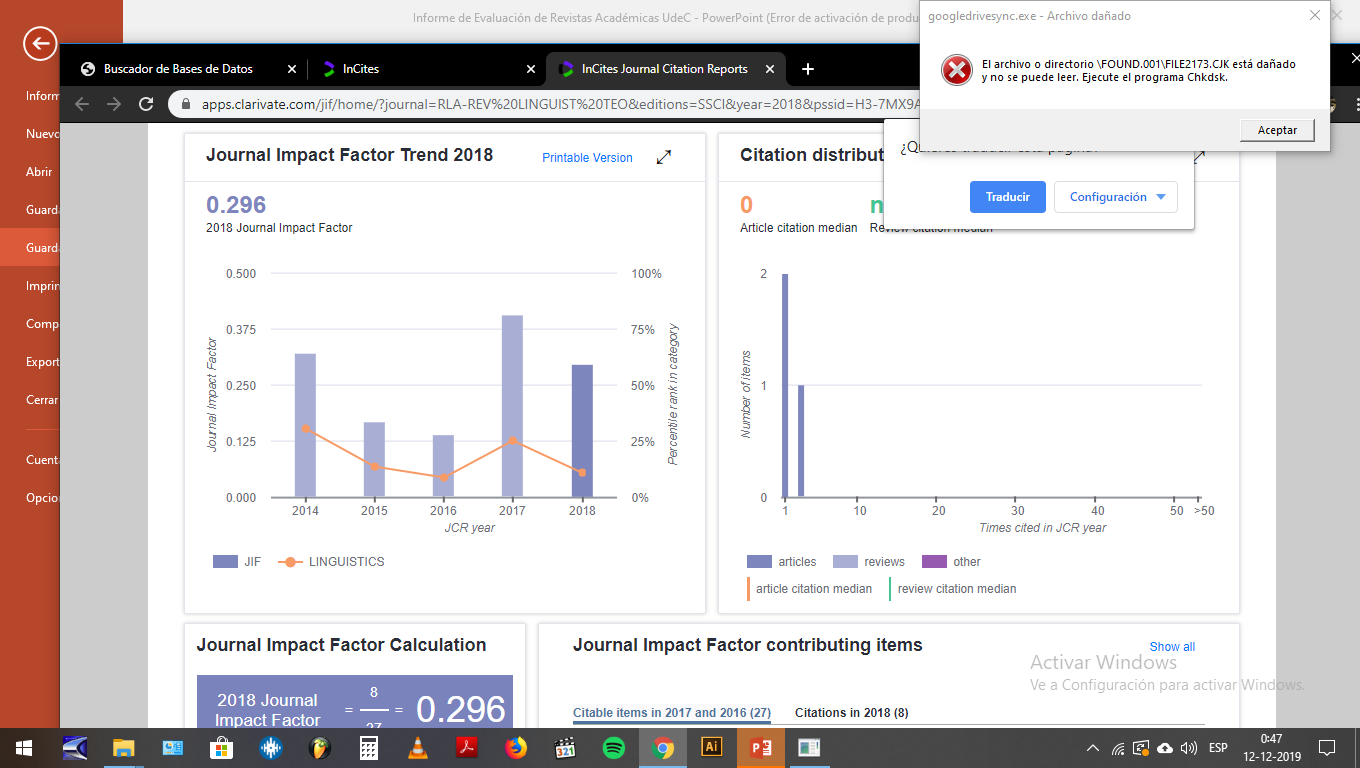 Informe de Evaluación de Revistas Académicas UdeC - PowerPoint (Error de activación de produ
googledrivesync.exe - Archivo dañado
El archivo o directorio \FOUND.001\FILE2173.CJK está dañado
y no se puede leer. Ejecute el programa Chkdsk.
Aceptar
Inform
Nuevo
Abrir
Guarda
Guarda
Imprin
Comp
Export
Cerrar
Cuenta
Opcio
Buscador de Bases de Datos
InCites
InCites Journal Citation Reports
apps.clarivate.com/jif/home/?journal=RLA-REV%20LINGUIST%20TEO&editions=SSCI&year=2018&pssid=H3-7MX9A
Traducir
Configuración
Journal Impact Factor Trend 2018
Printable Version
0.296
2018 Journal Impact Factor
Journal Impact Factor
0.500
0.375
0.250
0.125
0.000
100%
75%
50%
25%
0%
Percentile rank in category
2014 2015 2016 2017 2018
JCR year
JIF LINGUISTICS
Citation distribut
0
Article citation median
n
Review citation median
Number of items
2
1
0
1 10 20 30 40 50 >50
Times cited in JCR year
articles reviews other
article citation median review citation median
Journal Impact Factor Calculation
2018 Journal
Impact Factor
=
8
27
=
0.296
Journal Impact Factor contributing items
Show all
Citable items in 2017 and 2016 (27)
Citations in 2018 (8)
Activar Windows
Ve a Configuración para activar Windows.
321
Ai
ESP
0:47
12-12-2019